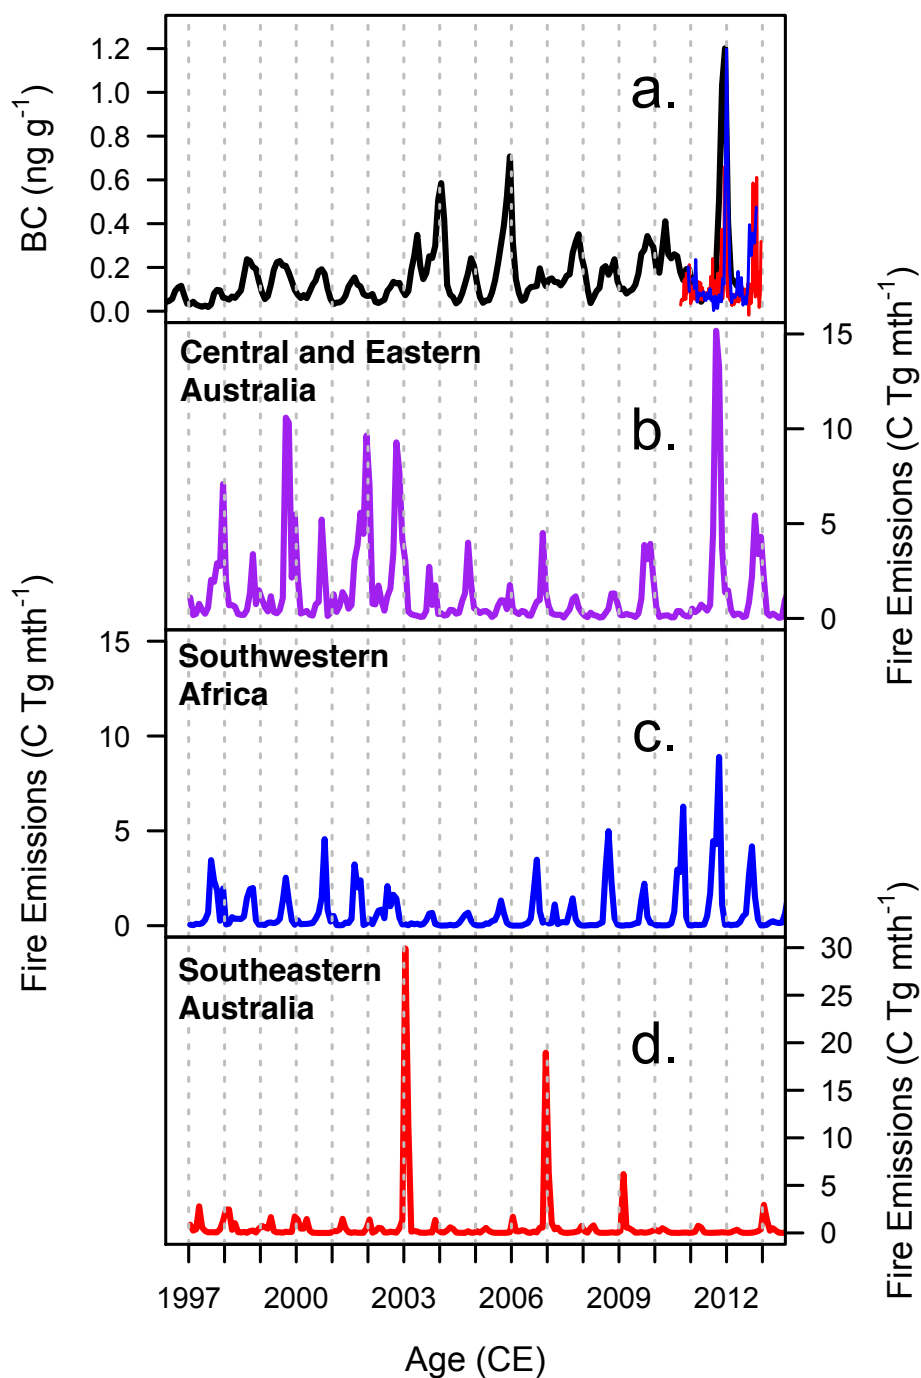 1.2
1.0
0.8
0.6
0.4
0.2
0.0
BC (ng g⁻¹)
a.
Central and Eastern
Australia
b.
15
10
5
0
Fire Emissions (C Tg mth⁻¹)
Southwestern
Africa
c.
15
10
5
0
Fire Emissions (C Tg mth⁻¹)
Southeastern
Australia
d.
30
25
20
15
10
5
0
Fire Emissions (C Tg mth⁻¹)
1997 2000 2003 2006 2009 2012
Age (CE)